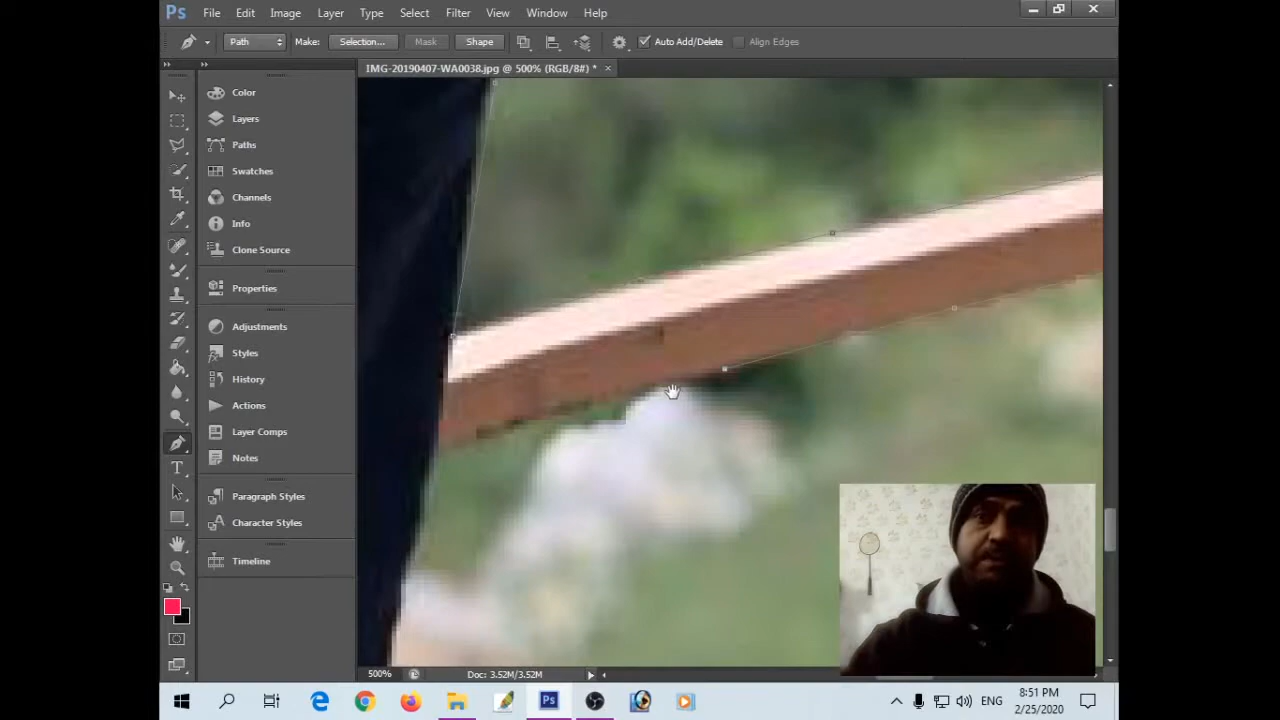 Ps File Edit Image Layer Type Select Filter View Window Help
Path Make: Selection... Mask Shape Auto Add/Delete Align Edges
IMG-20190407-WA0038.jpg @ 500% (RGB/8#) * ×
Color
Layers
Paths
Swatches
Channels
Info
Clone Source
Properties
Adjustments
Styles
History
Actions
Layer Comps
Notes
Paragraph Styles
Character Styles
Timeline
500% Doc: 3.52M/3.52M
Ps ENG 8:51 PM
2/25/2020